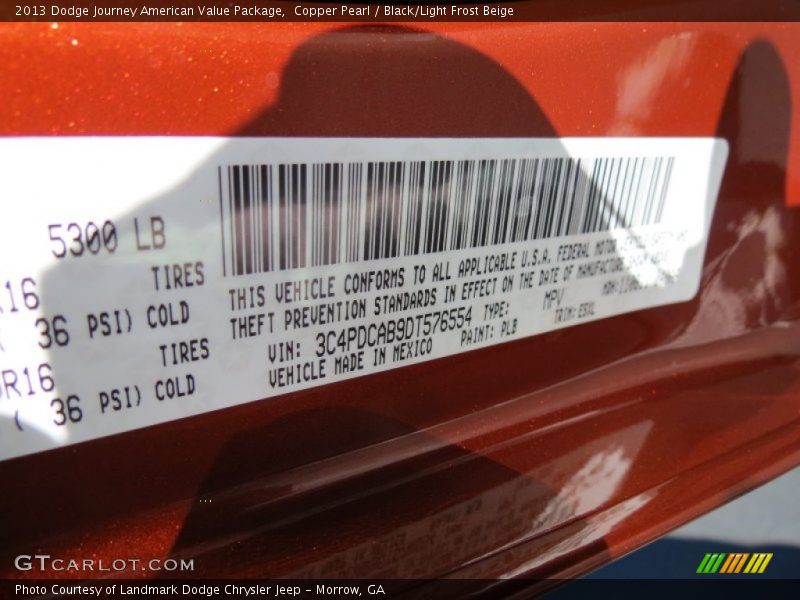 2013 Dodge Journey American Value Package,  Copper Pearl / Black/Light Frost Beige
5300 LB
R16 TIRES
36 PSI) COLD
R16 TIRES
( 36 PSI) COLD
THIS VEHICLE CONFORMS TO ALL APPLICABLE U.S.A. FEDERAL MOTOR
THEFT PREVENTION STANDARDS IN EFFECT ON THE DATE OF MANUFACTURE
VIN: 3C4PDCAB9DT576554 TYPE: MPV
VEHICLE MADE IN MEXICO PAINT: PLB TRIM:
GTCARLOT.COM
Photo Courtesy of Landmark Dodge Chrysler Jeep - Morrow, GA